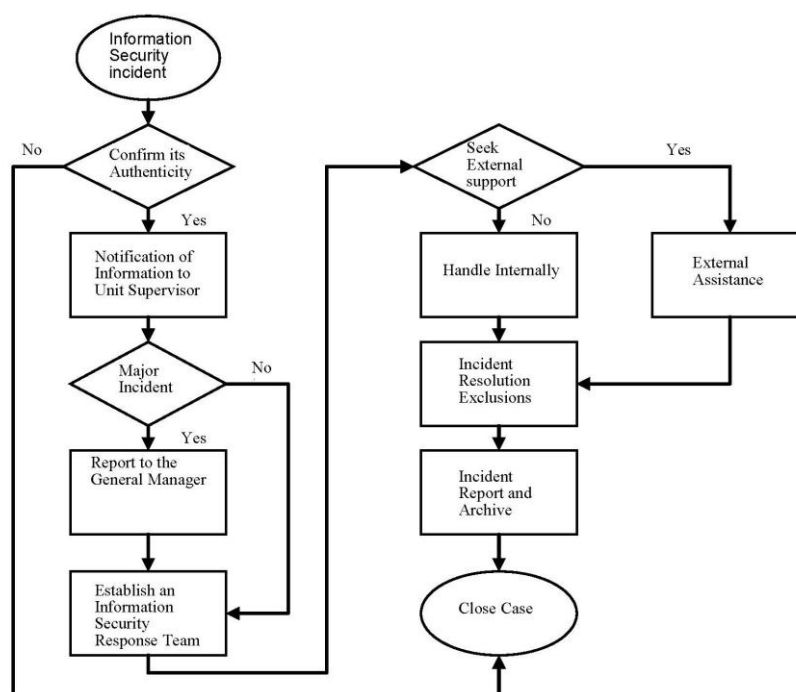 Information
Security
incident
No
Confirm its
Authenticity
Yes
Notification of
Information to
Unit Supervisor
Major
Incident
No
Yes
Report to the
General Manager
Establish an
Information
Security
Response Team
Seek
External
support
Yes
No
Handle Internally
External
Assistance
Incident
Resolution
Exclusions
Incident
Report and
Archive
Close Case